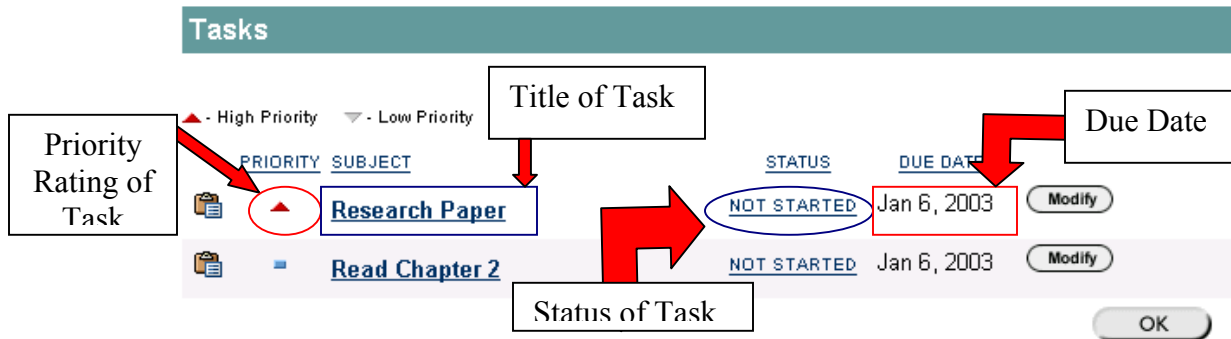 Tasks
Title of Task
- High Priority - Low Priority
Due Date
Priority
Rating of
Task
PRIORITY SUBJECT STATUS DUE DATE
Research Paper NOT STARTED Jan 6, 2003 Modify
Read Chapter 2 NOT STARTED Jan 6, 2003 Modify
Status of Task
OK